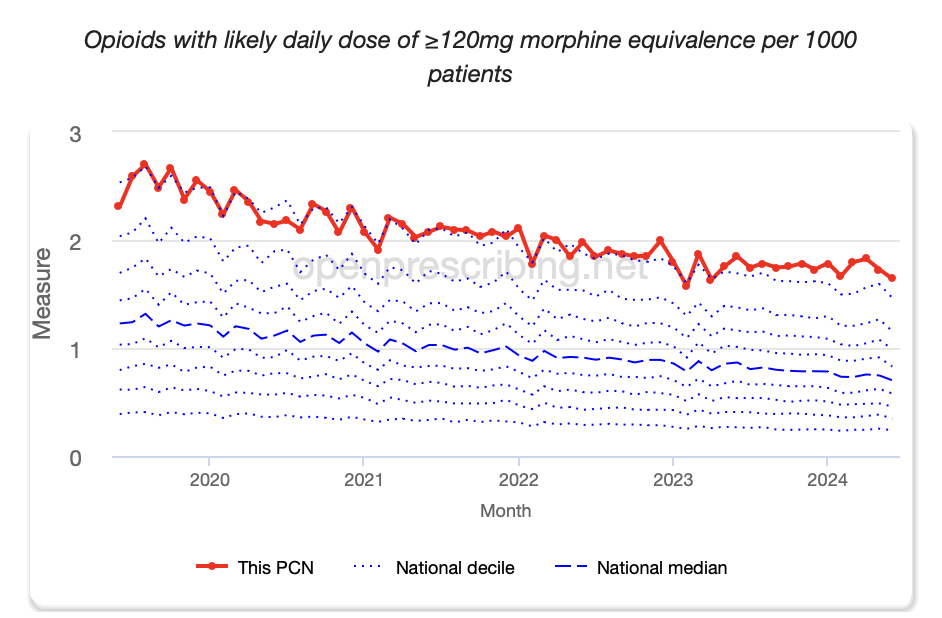 Opioids with likely daily dose of ≥120mg morphine equivalence per 1000
patients
3
2
1
0
Measure
openprescribing.net
2020 2021 2022 2023 2024
Month
This PCN National decile National median